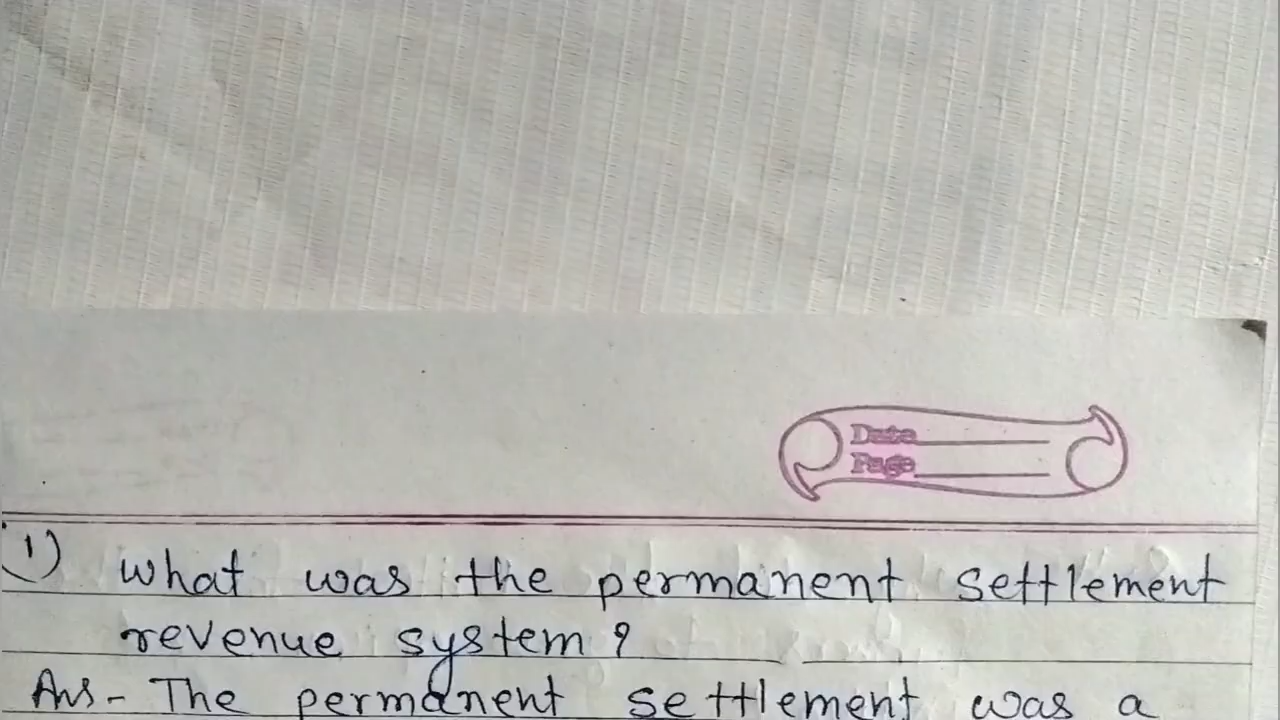 Date
Page
1) What was the permanent settlement
revenue system?
Ans- The permanent settlement was a